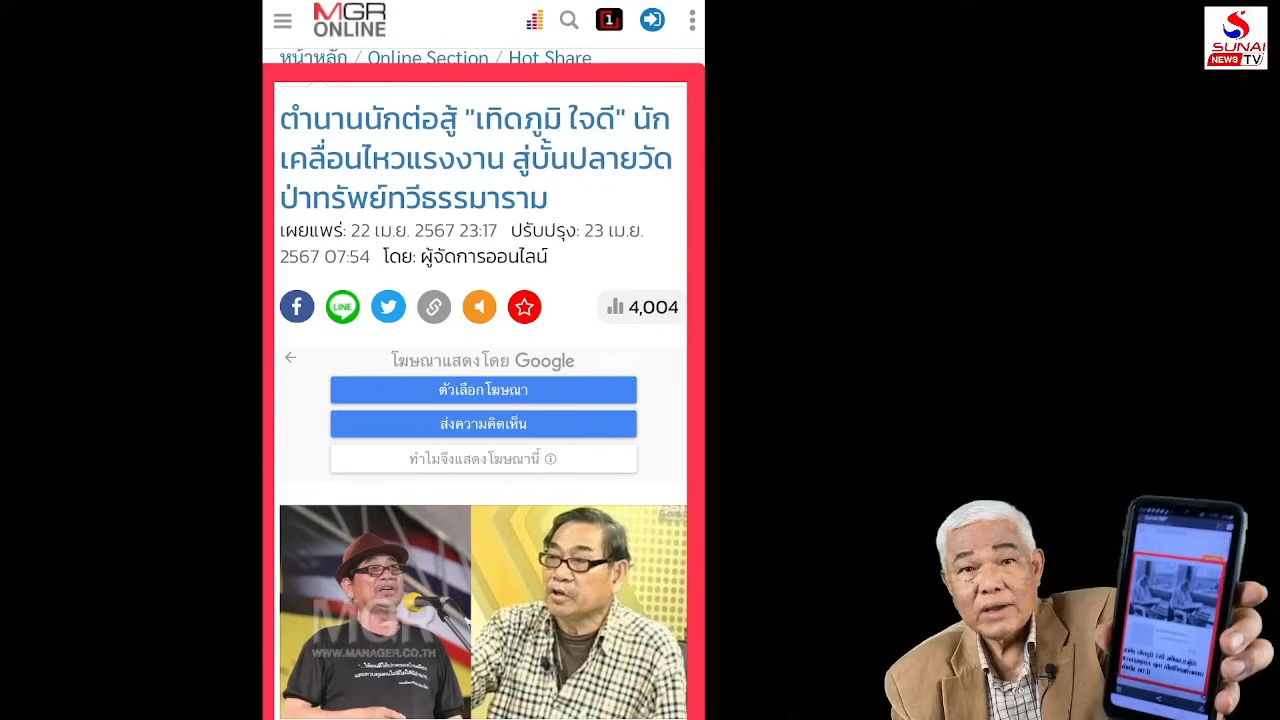 MGR
ONLINE
1
SUNAI
NEWS TV
หน้าหลัก / Online Section / Hot Share
ตำนานนักต่อสู้ "เทิดภูมิ ใจดี" นัก
เคลื่อนไหวแรงงาน สู่บั้นปลายวัด
ป่าทรัพย์ทวีธรรมาราม
เผยแพร่: 22 เม.ย. 2567 23:17 ปรับปรุง: 23 เม.ย.
2567 07:54 โดย: ผู้จัดการออนไลน์
LINE
4,004
โฆษณาแสดงโดย Google
ตัวเลือกโฆษณา
ส่งความคิดเห็น
ทำไมจึงแสดงโฆษณานี้
MGR
WWW.MANAGER.CO.TH